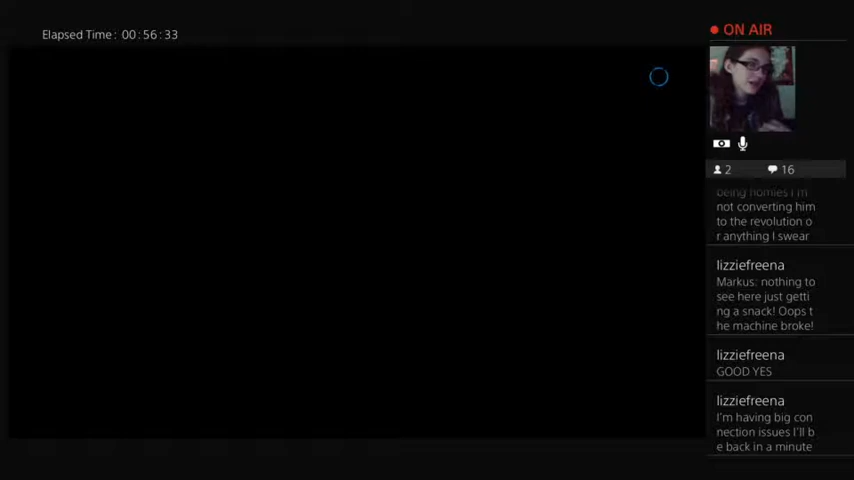 Elapsed Time: 00:56:33
ON AIR
2 16
being homies I'm
not converting him
to the revolution o
r anything I swear
lizziefreena
Markus: nothing to
see here just getti
ng a snack! Oops t
he machine broke!
lizziefreena
GOOD YES
lizziefreena
I'm having big con
nection issues I'll b
e back in a minute